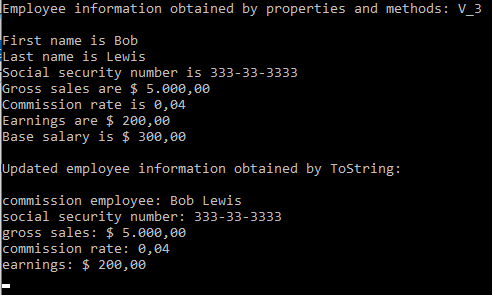 Employee information obtained by properties and methods: V_3
First name is Bob
Last name is Lewis
Social security number is 333-33-3333
Gross sales are $ 5.000,00
Commission rate is 0,04
Earnings are $ 200,00
Base salary is $ 300,00
Updated employee information obtained by ToString:
commission employee: Bob Lewis
social security number: 333-33-3333
gross sales: $ 5.000,00
commission rate: 0,04
earnings: $ 200,00